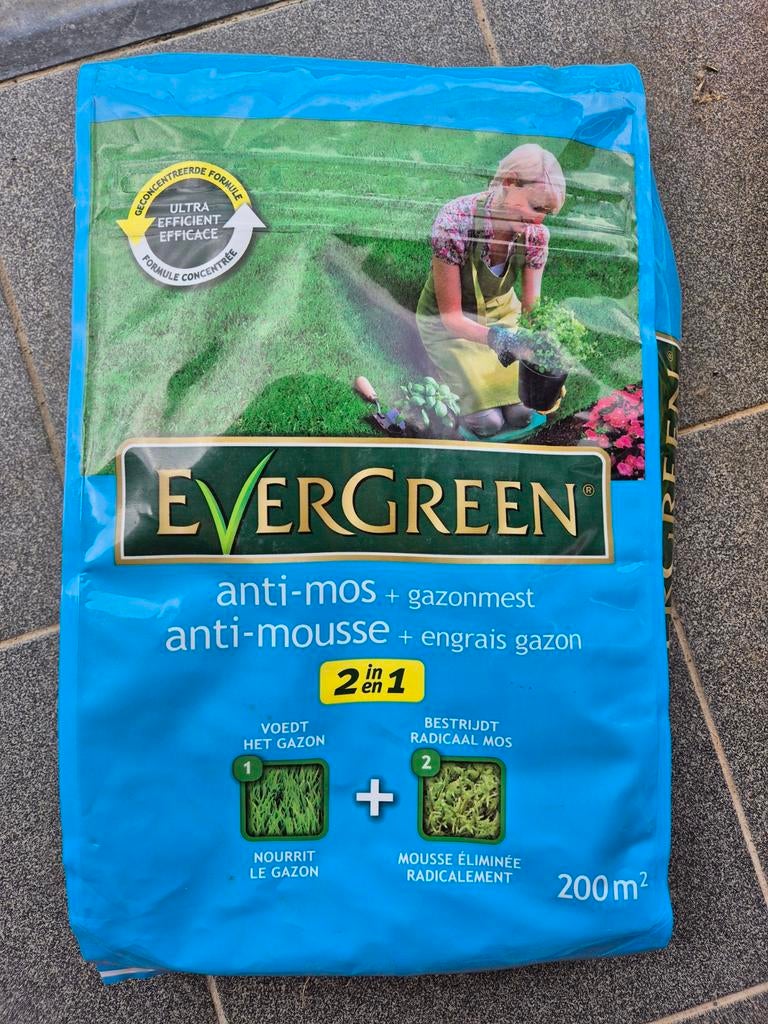 GECONCENTREERDE FORMULE
ULTRA
EFFICIENT
EFFICACE
FORMULE CONCENTRÉE
EVERGREEN®
anti-mos + gazonmest
anti-mousse + engrais gazon
2 in en 1
VOEDT
HET GAZON
1
NOURRIT
LE GAZON
+
BESTRIJDT
RADICAAL MOS
2
MOUSSE ÉLIMINÉE
RADICALEMENT
200m²
RGREEN